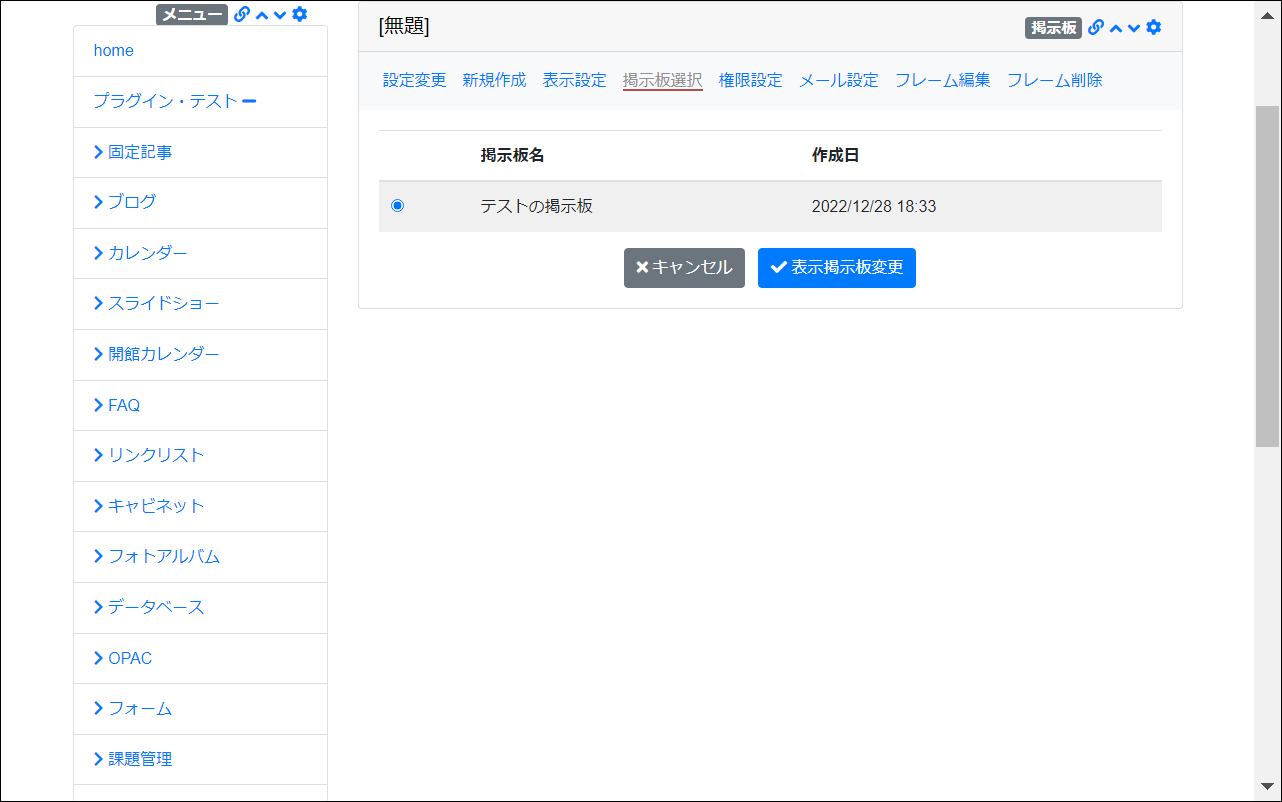 メニュー
home
プラグイン・テスト
固定記事
ブログ
カレンダー
スライドショー
開館カレンダー
FAQ
リンクリスト
キャビネット
フォトアルバム
データベース
OPAC
フォーム
課題管理
[無題]
掲示板
設定変更 新規作成 表示設定 掲示板選択 権限設定 メール設定 フレーム編集 フレーム削除
掲示板名 作成日
テストの掲示板 2022/12/28 18:33
キャンセル 表示掲示板変更